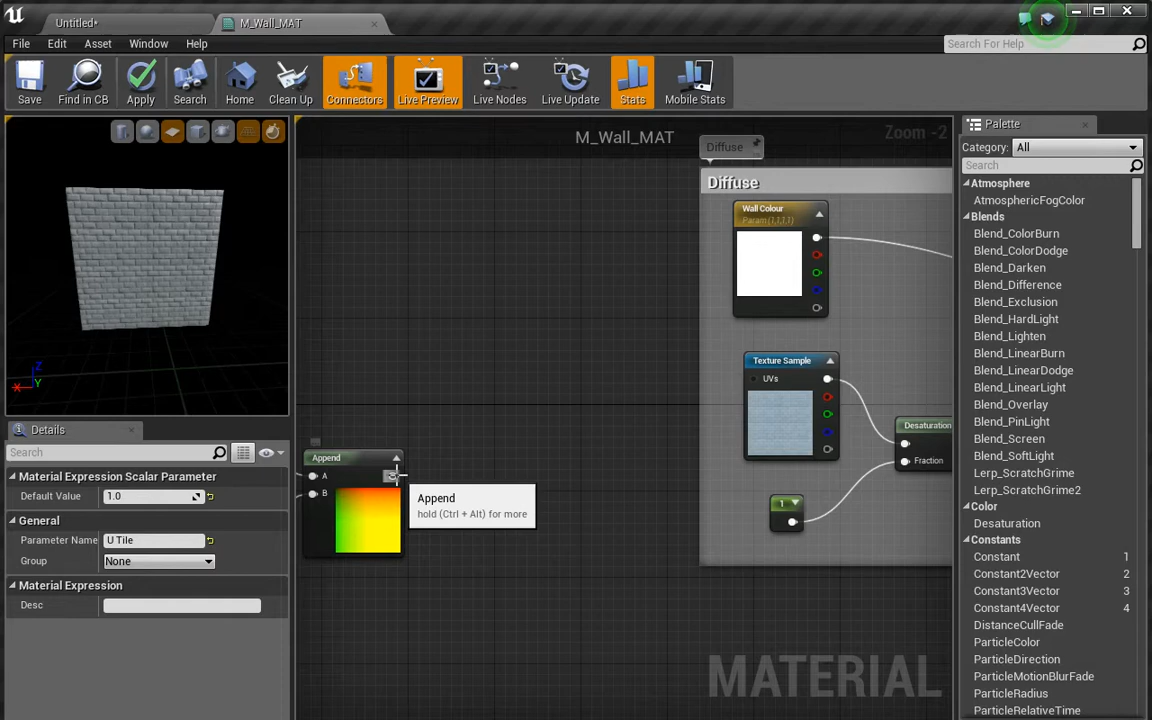 Untitled*
M_Wall_MAT
File Edit Asset Window Help
Search For Help
Save
Find in CB
Apply
Search
Home
Clean Up
Connectors
Live Preview
Live Nodes
Live Update
Stats
Mobile Stats
M_Wall_MAT
Zoom -2
Palette
Category: All
Search
Atmosphere
AtmosphericFogColor
Blends
Blend_ColorBurn
Blend_ColorDodge
Blend_Darken
Blend_Difference
Blend_Exclusion
Blend_HardLight
Blend_Lighten
Blend_LinearBurn
Blend_LinearDodge
Blend_LinearLight
Blend_Overlay
Blend_PinLight
Blend_Screen
Blend_SoftLight
Lerp_ScratchGrime
Lerp_ScratchGrime2
Color
Desaturation
Constants
Constant 1
Constant2Vector 2
Constant3Vector 3
Constant4Vector 4
DistanceCullFade
ParticleColor
ParticleDirection
ParticleMotionBlurFade
ParticleRadius
ParticleRelativeTime
Diffuse
Diffuse
Wall Colour
Param (1,1,1,1)
Texture Sample
UVs
Desaturation
Fraction
1
Append
A
B
Append
hold (Ctrl + Alt) for more
MATERIAL
Z
X
Y
Details
Search
Material Expression Scalar Parameter
Default Value 1.0
General
Parameter Name U Tile
Group None
Material Expression
Desc